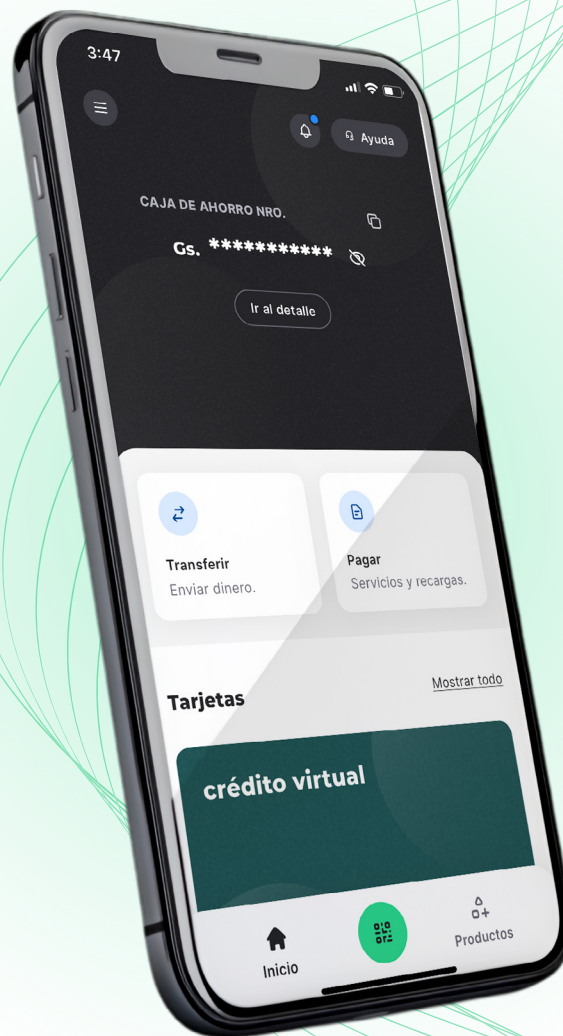 3:47
Ayuda
CAJA DE AHORRO NRO.
Gs. ***********
Ir al detalle
Transferir
Enviar dinero.
Pagar
Servicios y recargas.
Tarjetas
Mostrar todo
crédito virtual
Inicio
Productos